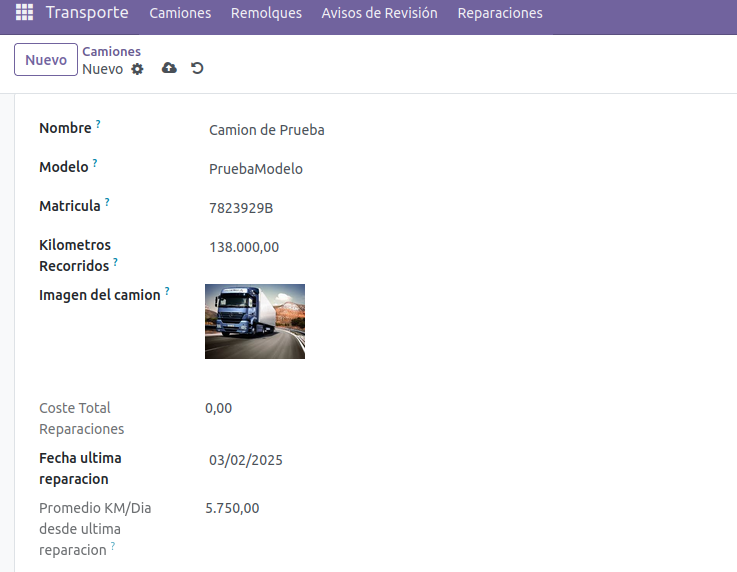 Transporte Camiones Remolques Avisos de Revisión Reparaciones
Nuevo
Camiones
Nuevo
Nombre ?
Camion de Prueba
Modelo ?
PruebaModelo
Matricula ?
7823929B
Kilometros
Recorridos ?
138.000,00
Imagen del camion ?
Coste Total
Reparaciones
0,00
Fecha ultima
reparacion
03/02/2025
Promedio KM/Dia
desde ultima
reparacion ?
5.750,00